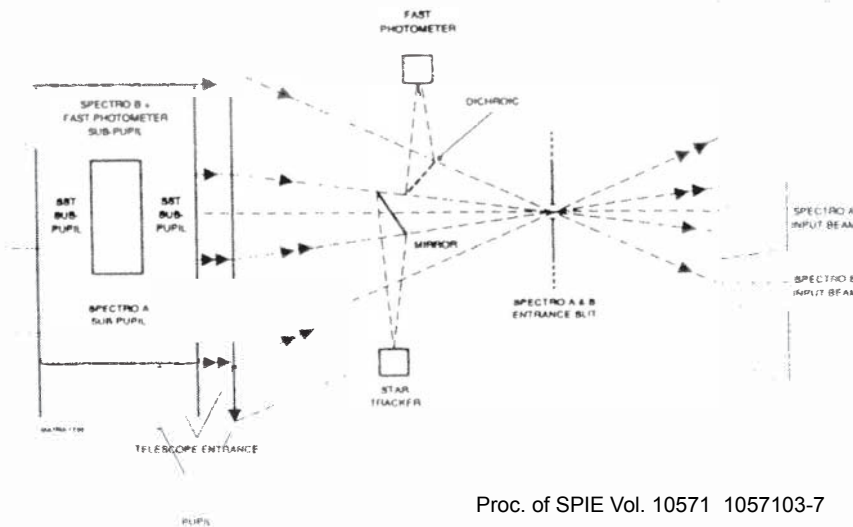 FAST
PHOTOMETER
SPECTRO B +
FAST PHOTOMETER
SUB-PUPIL
DICHROIC
SST
SUB-
PUPIL
SST
SUB-
PUPIL
MIRROR
SPECTRO A
SUB PUPIL
SPECTRO A & B
ENTRANCE SLIT
SPECTRO A
INPUT BEAM
SPECTRO B
INPUT BEAM
STAR
TRACKER
TELESCOPE ENTRANCE
PUPIL
Proc. of SPIE Vol. 10571 1057103-7